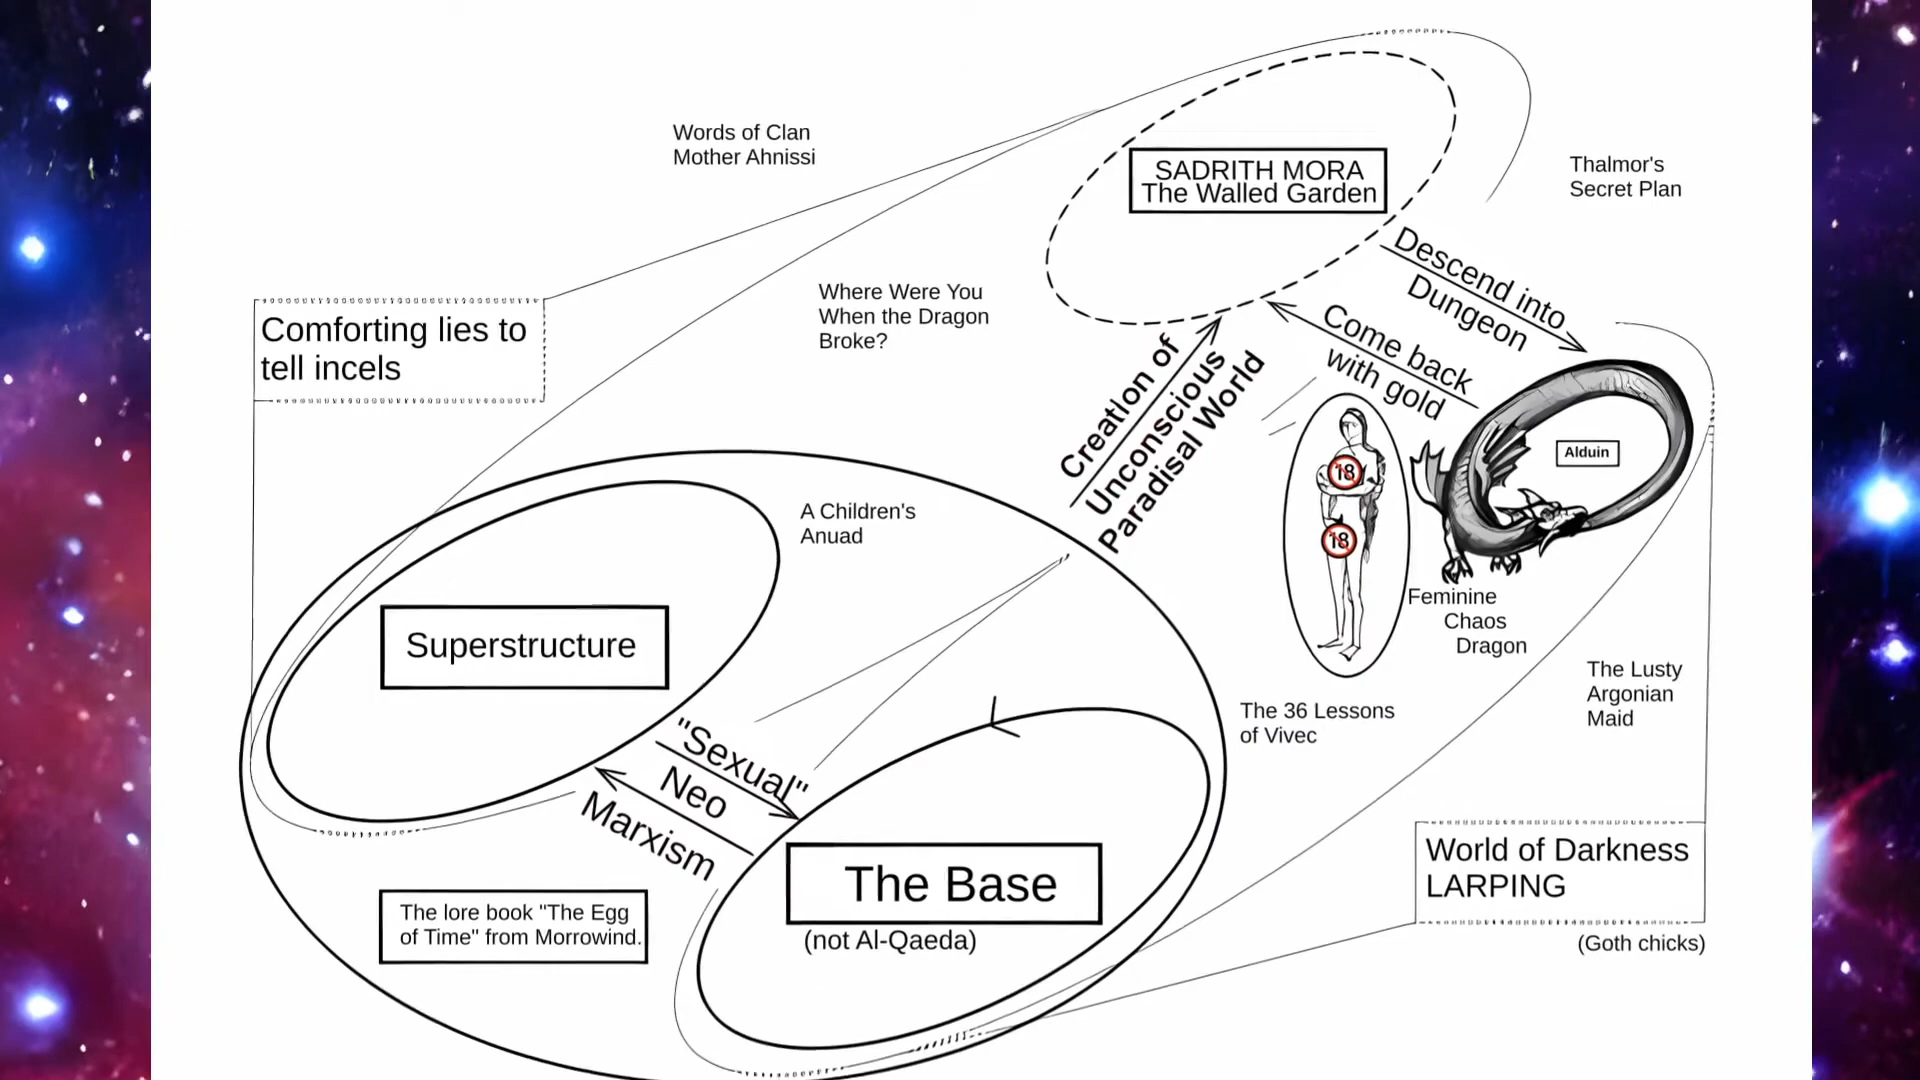 Words of Clan
Mother Ahnissi
SADRITH MORA
The Walled Garden
Thalmor's
Secret Plan
Descend into
Dungeon
Come back
with gold
Where Were You
When the Dragon
Broke?
Comforting lies to
tell incels
Creation of
Unconscious
Paradisal World
18
18
Alduin
Feminine
Chaos
Dragon
A Children's
Anuad
Superstructure
"Sexual"
Neo
Marxism
The 36 Lessons
of Vivec
The Lusty
Argonian
Maid
The Base
(not Al-Qaeda)
The lore book "The Egg
of Time" from Morrowind.
World of Darkness
LARPING
(Goth chicks)